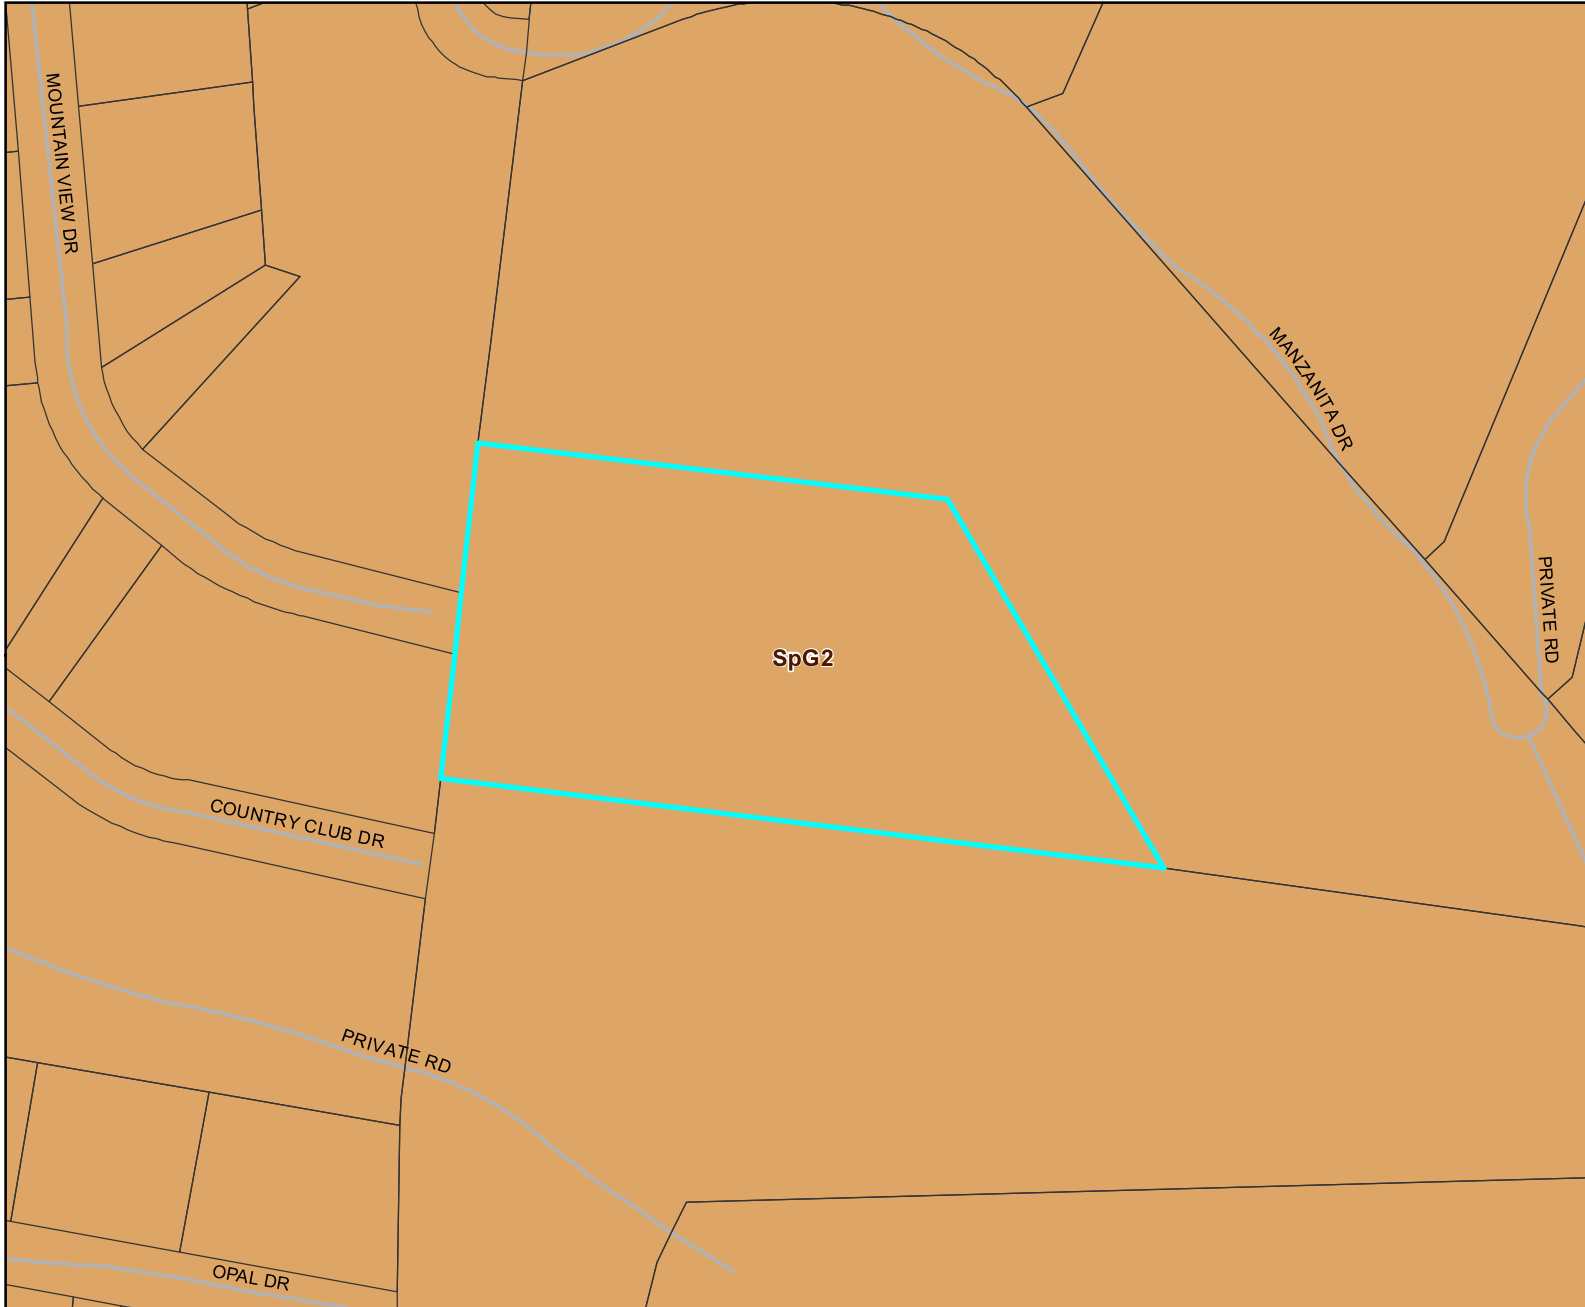 MOUNTAIN VIEW DR
MANZANITA DR
PRIVATE RD
SpG2
COUNTRY CLUB DR
PRIVATE RD
OPAL DR